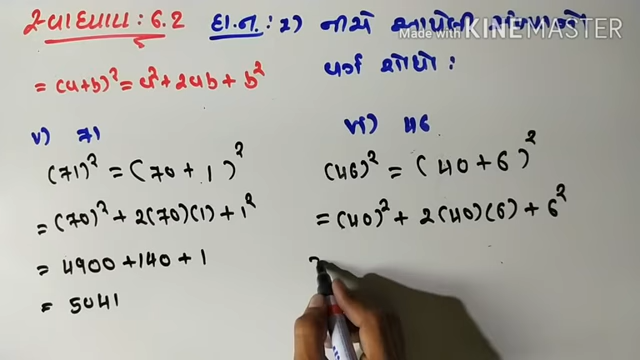 સ્વાધ્યાય : 6.2 દા.ન. : 1) નીચે આપેલી
Made with KINEMASTER
વર્ગ શોધો :
= (a+b)² = a² + 2ab + b²
v) 71
(71)² = (70 + 1)²
= (70)² + 2(70)(1) + 1²
= 4900 + 140 + 1
= 5041
vi) 46
(46)² = (40 + 6)²
= (40)² + 2(40)(6) + 6²